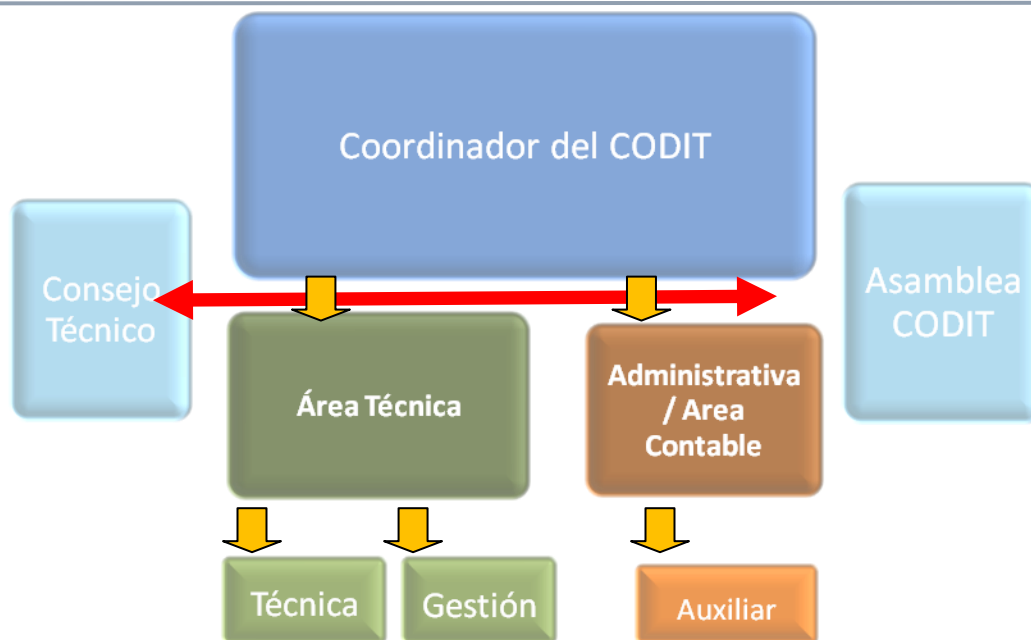 Coordinador del CODIT
Consejo
Técnico
Asamblea
CODIT
Área Técnica
Administrativa
/ Area
Contable
Técnica
Gestión
Auxiliar